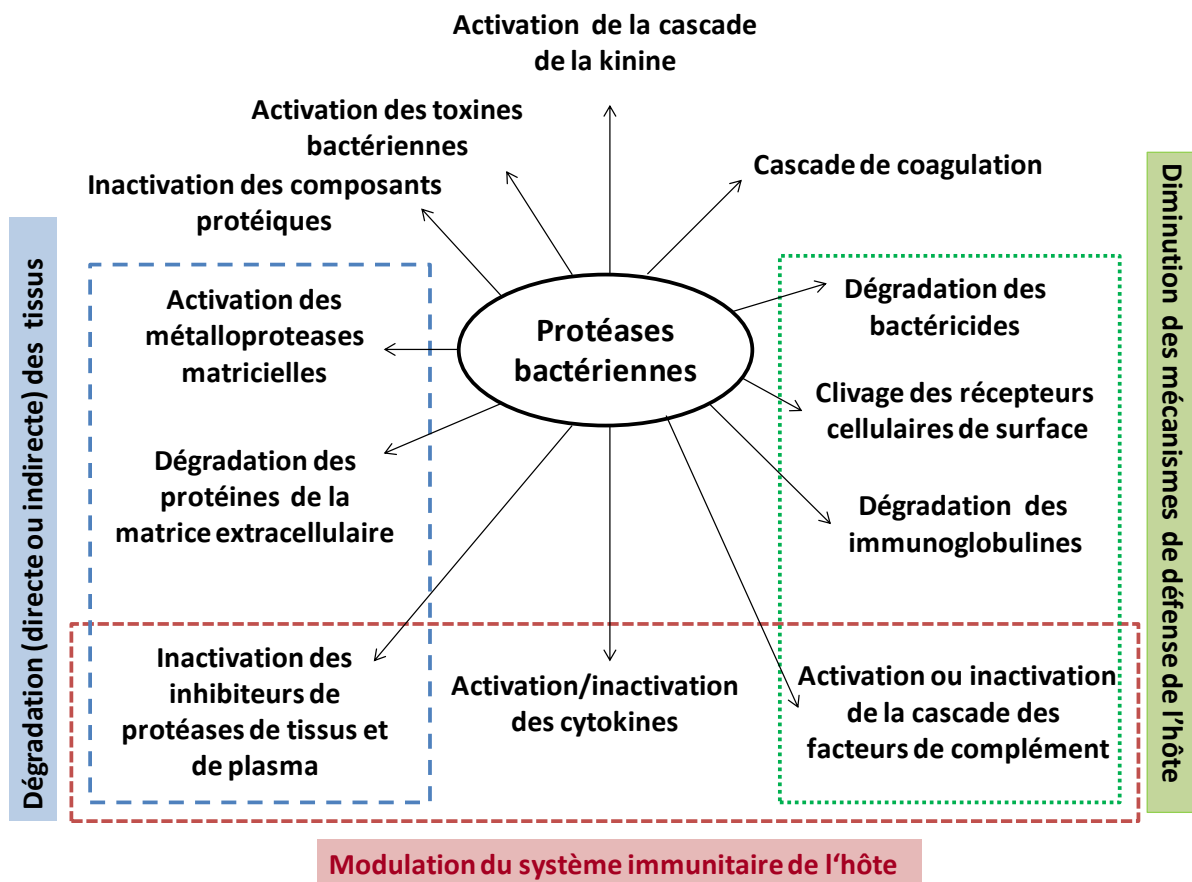 Activation de la cascade
de la kinine
Activation des toxines
bactériennes
Cascade de coagulation
Inactivation des composants
protéiques
Dégradation (directe ou indirecte) des tissus
Activation des
métalloproteases
matricielles
Protéases
bactériennes
Dégradation des
bactéricides
Clivage des récepteurs
cellulaires de surface
Dégradation des
protéines de la
matrice extracellulaire
Dégradation des
immunoglobulines
Diminution des mécanismes de défense de l'hôte
Inactivation des
inhibiteurs de
protéases de tissus et
de plasma
Activation/inactivation
des cytokines
Activation ou inactivation
de la cascade des
facteurs de complément
Modulation du système immunitaire de l'hôte